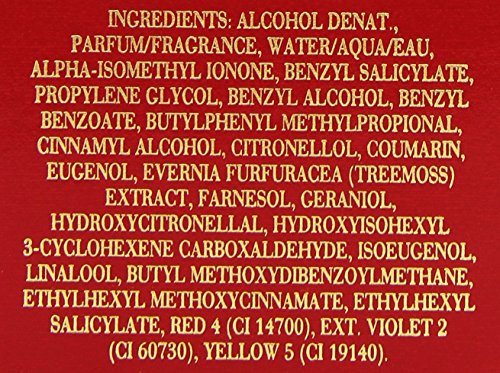 INGREDIENTS: ALCOHOL DENAT.,
PARFUM/FRAGRANCE, WATER/AQUA/EAU,
ALPHA-ISOMETHYL IONONE, BENZYL SALICYLATE,
PROPYLENE GLYCOL, BENZYL ALCOHOL, BENZYL
BENZOATE, BUTYLPHENYL METHYLPROPIONAL,
CINNAMYL ALCOHOL, CITRONELLOL, COUMARIN,
EUGENOL, EVERNIA FURFURACEA (TREEMOSS)
EXTRACT, FARNESOL, GERANIOL,
HYDROXYCITRONELLAL, HYDROXYISOHEXYL
3-CYCLOHEXENE CARBOXALDEHYDE, ISOEUGENOL,
LINALOOL, BUTYL METHOXYDIBENZOYLMETHANE,
ETHYLHEXYL METHOXYCINNAMATE, ETHYLHEXYL
SALICYLATE, RED 4 (CI 14700), EXT. VIOLET 2
(CI 60730), YELLOW 5 (CI 19140).